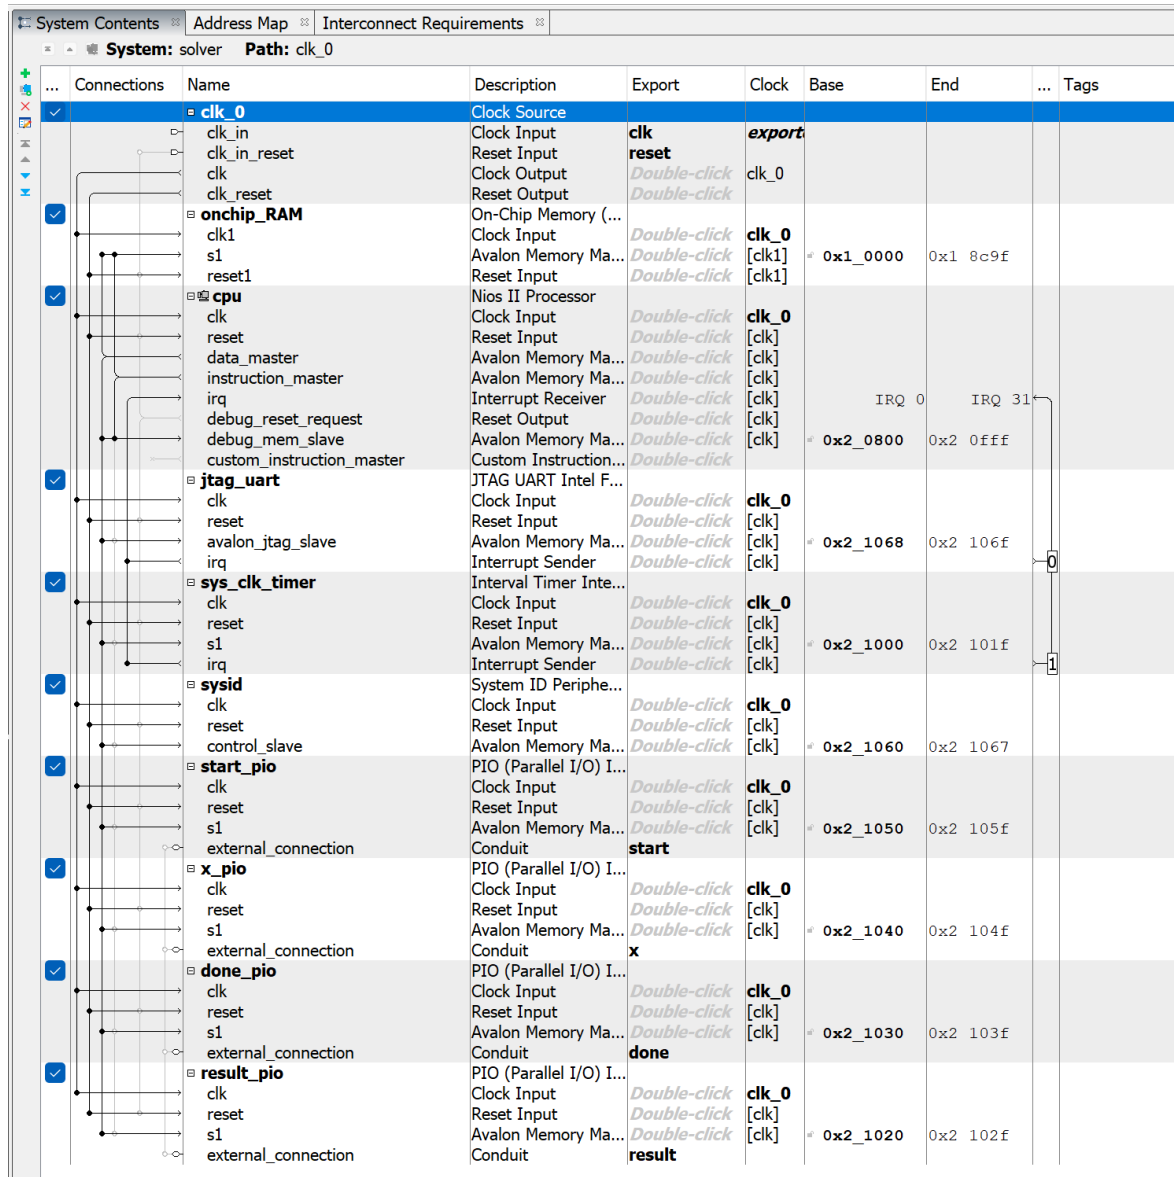 System Contents Address Map Interconnect Requirements
System: solver Path: clk_0
... Connections Name Description Export Clock Base End ... Tags
clk_0 Clock Source
clk_in Clock Input clk export
clk_in_reset Reset Input reset
clk Clock Output Double-click clk_0
clk_reset Reset Output Double-click
onchip_RAM On-Chip Memory (...
clk1 Clock Input Double-click clk_0
s1 Avalon Memory Ma... Double-click [clk1] 0x1_0000 0x1 8c9f
reset1 Reset Input Double-click [clk1]
cpu Nios II Processor
clk Clock Input Double-click clk_0
reset Reset Input Double-click [clk]
data_master Avalon Memory Ma... Double-click [clk]
instruction_master Avalon Memory Ma... Double-click [clk]
irq Interrupt Receiver Double-click [clk] IRQ 0 IRQ 31
debug_reset_request Reset Output Double-click [clk]
debug_mem_slave Avalon Memory Ma... Double-click [clk] 0x2_0800 0x2 0fff
custom_instruction_master Custom Instruction... Double-click
jtag_uart JTAG UART Intel F...
clk Clock Input Double-click clk_0
reset Reset Input Double-click [clk]
avalon_jtag_slave Avalon Memory Ma... Double-click [clk] 0x2_1068 0x2 106f
irq Interrupt Sender Double-click [clk] 0
sys_clk_timer Interval Timer Inte...
clk Clock Input Double-click clk_0
reset Reset Input Double-click [clk]
s1 Avalon Memory Ma... Double-click [clk] 0x2_1000 0x2 101f
irq Interrupt Sender Double-click [clk] 1
sysid System ID Periphe...
clk Clock Input Double-click clk_0
reset Reset Input Double-click [clk]
control_slave Avalon Memory Ma... Double-click [clk] 0x2_1060 0x2 1067
start_pio PIO (Parallel I/O) I...
clk Clock Input Double-click clk_0
reset Reset Input Double-click [clk]
s1 Avalon Memory Ma... Double-click [clk] 0x2_1050 0x2 105f
external_connection Conduit start
x_pio PIO (Parallel I/O) I...
clk Clock Input Double-click clk_0
reset Reset Input Double-click [clk]
s1 Avalon Memory Ma... Double-click [clk] 0x2_1040 0x2 104f
external_connection Conduit x
done_pio PIO (Parallel I/O) I...
clk Clock Input Double-click clk_0
reset Reset Input Double-click [clk]
s1 Avalon Memory Ma... Double-click [clk] 0x2_1030 0x2 103f
external_connection Conduit done
result_pio PIO (Parallel I/O) I...
clk Clock Input Double-click clk_0
reset Reset Input Double-click [clk]
s1 Avalon Memory Ma... Double-click [clk] 0x2_1020 0x2 102f
external_connection Conduit result